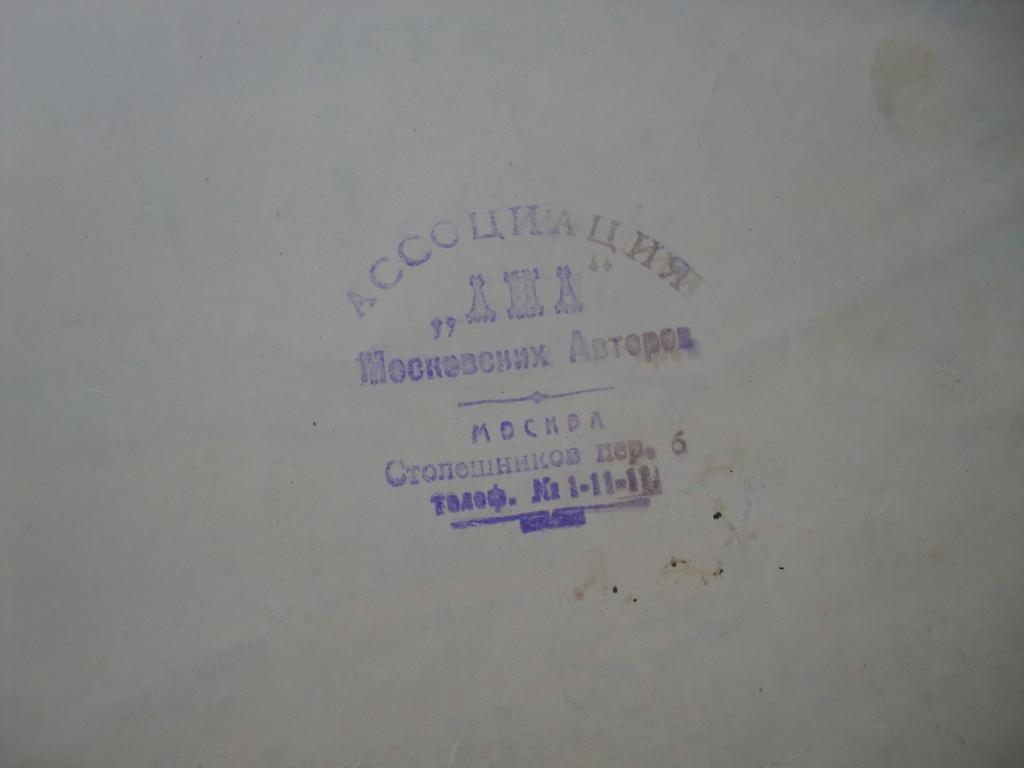 АССОЦИАЦИЯ
„АМА“
Московских Авторов
МОСКВА
Столешников пер. 6
телеф. № 1-11-11